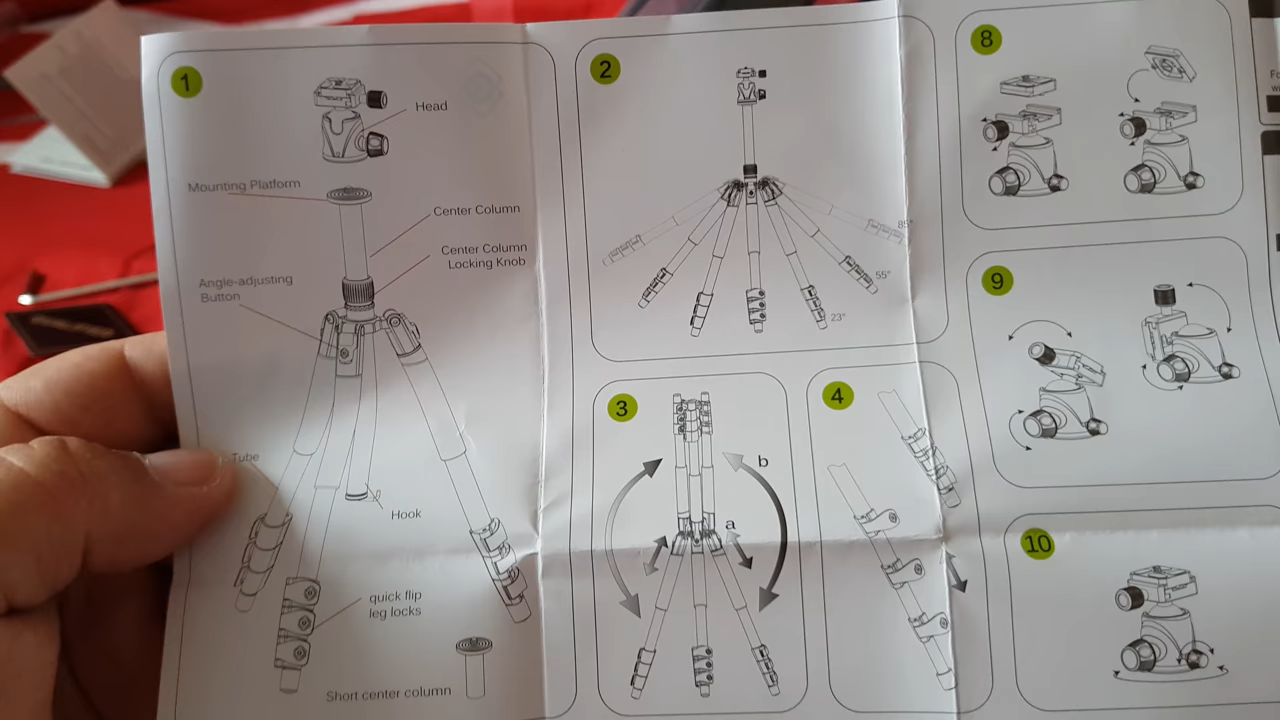 1
Head
Mounting Platform
Center Column
Center Column
Locking Knob
Angle-adjusting
Button
Tube
Hook
quick flip
leg locks
Short center column
2
85°
55°
23°
3
b
a
4
8
9
10